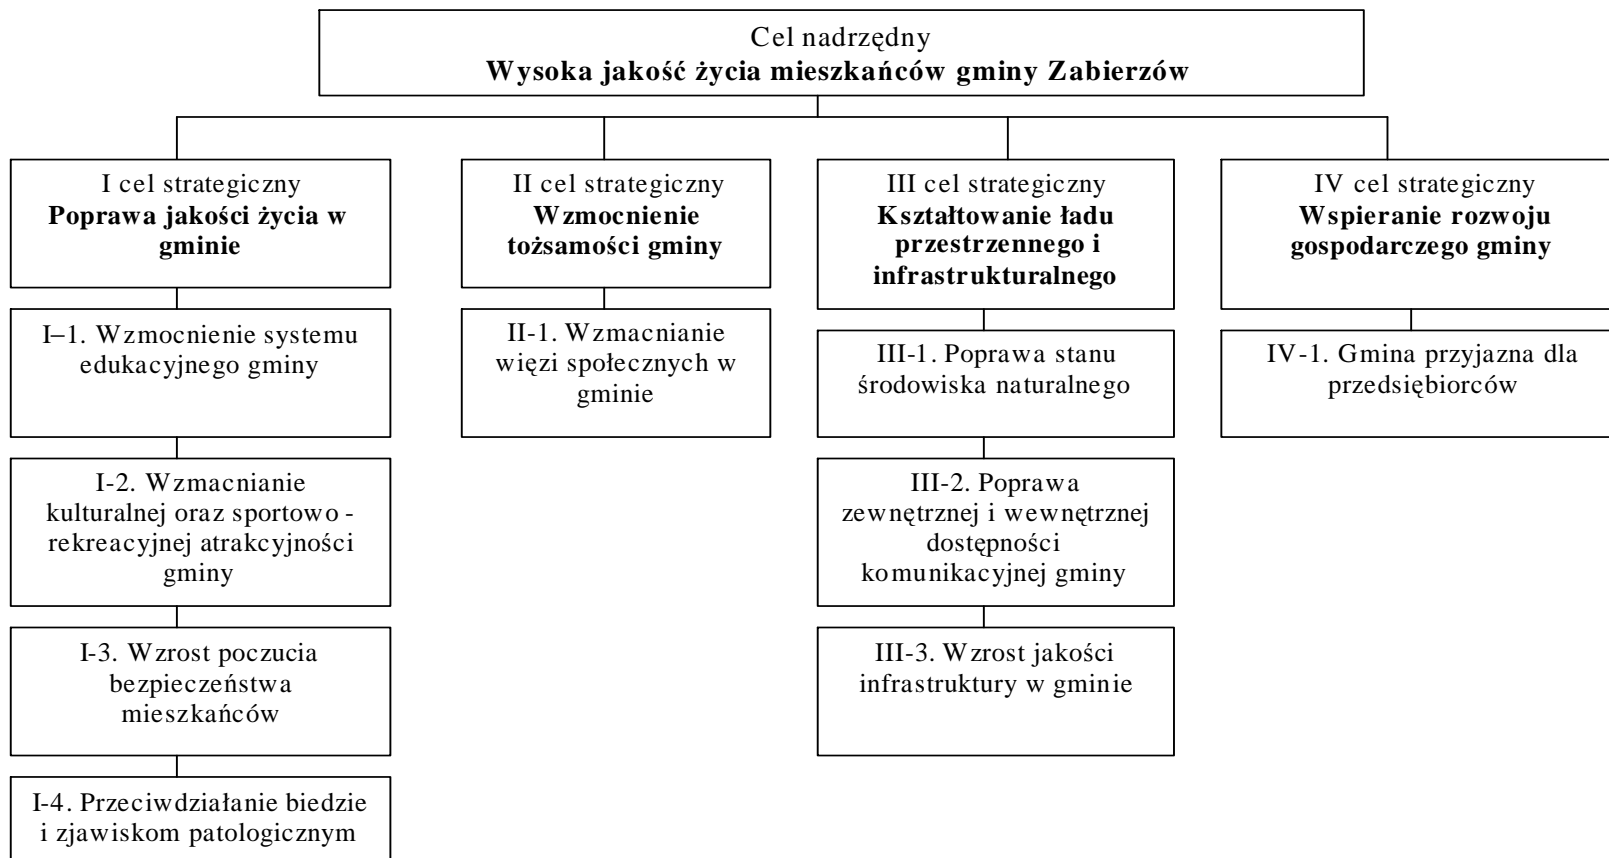 Cel nadrzędny
Wysoka jakość życia mieszkańców gminy Zabierzów
I cel strategiczny
Poprawa jakości życia w
gminie
II cel strategiczny
Wzmocnienie
tożsamości gminy
III cel strategiczny
Kształtowanie ładu
przestrzennego i
infrastrukturalnego
IV cel strategiczny
Wspieranie rozwoju
gospodarczego gminy
I–1. Wzmocnienie systemu
edukacyjnego gminy
II-1. Wzmacnianie
więzi społecznych w
gminie
III-1. Poprawa stanu
środowiska naturalnego
IV-1. Gmina przyjazna dla
przedsiębiorców
I-2. Wzmacnianie
kulturalnej oraz sportowo -
rekreacyjnej atrakcyjności
gminy
III-2. Poprawa
zewnętrznej i wewnętrznej
dostępności
komunikacyjnej gminy
I-3. Wzrost poczucia
bezpieczeństwa
mieszkańców
III-3. Wzrost jakości
infrastruktury w gminie
I-4. Przeciwdziałanie biedzie
i zjawiskom patologicznym